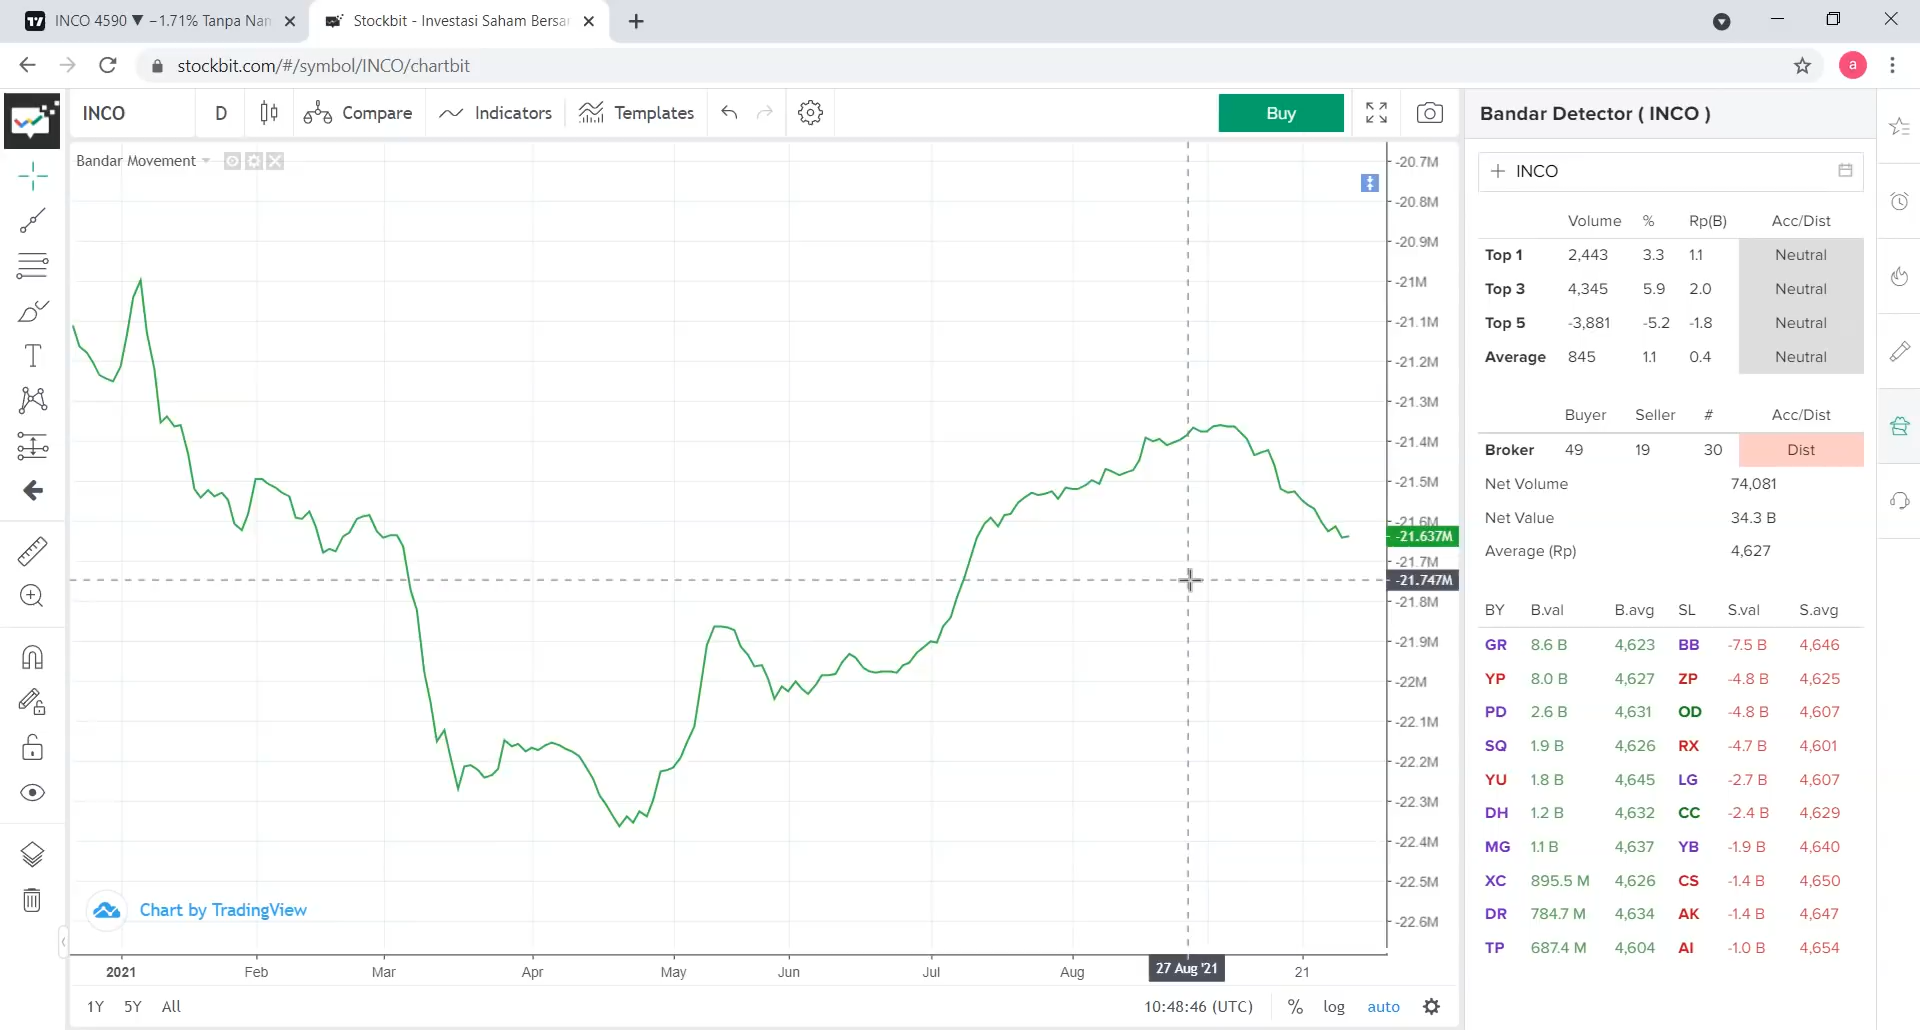 INCO 4590 ▼ −1.71% Tanpa Nan
Stockbit - Investasi Saham Bersar
stockbit.com/#/symbol/INCO/chartbit
a
INCO
D
Compare
Indicators
Templates
Buy
Bandar Detector ( INCO )
Bandar Movement
INCO
Volume % Rp(B) Acc/Dist
Top 1 2,443 3.3 1.1 Neutral
Top 3 4,345 5.9 2.0 Neutral
Top 5 -3,881 -5.2 -1.8 Neutral
Average 845 1.1 0.4 Neutral
Buyer Seller # Acc/Dist
Broker 49 19 30 Dist
Net Volume 74,081
Net Value 34.3 B
Average (Rp) 4,627
BY B.val B.avg SL S.val S.avg
GR 8.6 B 4,623 BB -7.5 B 4,646
YP 8.0 B 4,627 ZP -4.8 B 4,625
PD 2.6 B 4,631 OD -4.8 B 4,607
SQ 1.9 B 4,626 RX -4.7 B 4,601
YU 1.8 B 4,645 LG -2.7 B 4,607
DH 1.2 B 4,632 CC -2.4 B 4,629
MG 1.1 B 4,637 YB -1.9 B 4,640
XC 895.5 M 4,626 CS -1.4 B 4,650
DR 784.7 M 4,634 AK -1.4 B 4,647
TP 687.4 M 4,604 AI -1.0 B 4,654
-20.7M
-20.8M
-20.9M
-21M
-21.1M
-21.2M
-21.3M
-21.4M
-21.5M
-21.6M
-21.637M
-21.7M
-21.747M
-21.8M
-21.9M
-22M
-22.1M
-22.2M
-22.3M
-22.4M
-22.5M
-22.6M
Chart by TradingView
2021 Feb Mar Apr May Jun Jul Aug 27 Aug '21 21
1Y 5Y All
10:48:46 (UTC) % log auto